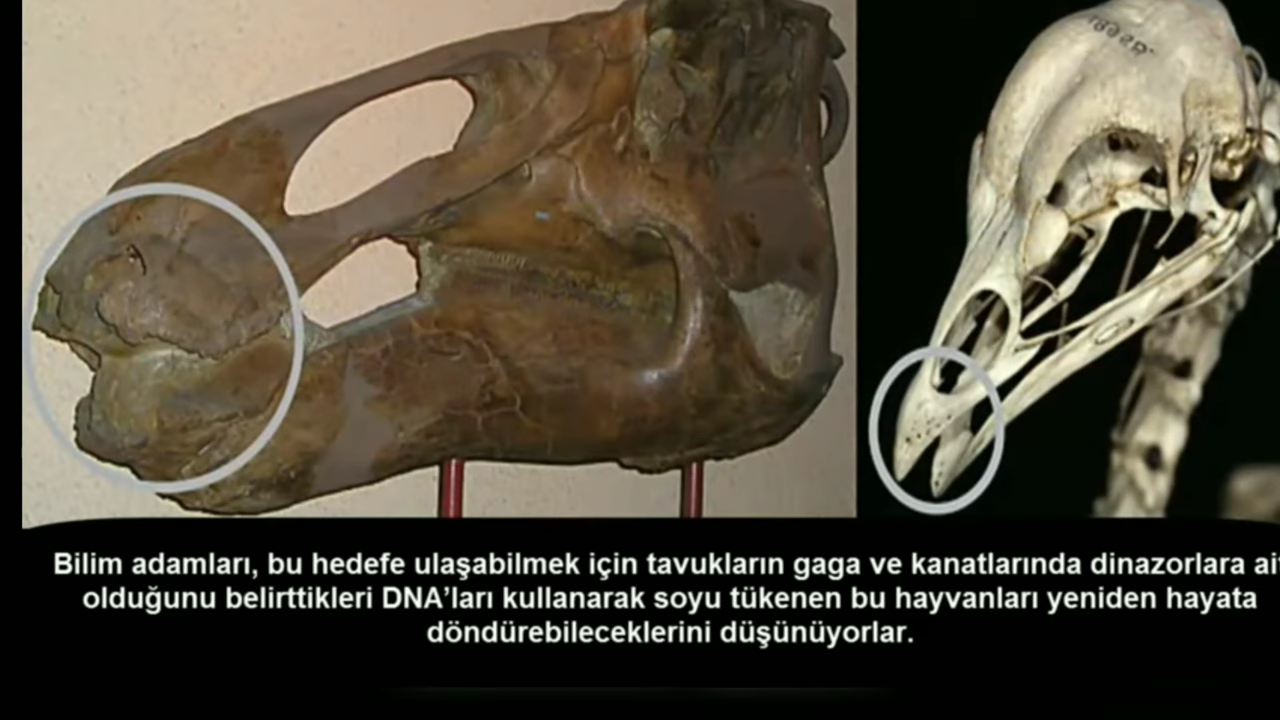 Bilim adamları, bu hedefe ulaşabilmek için tavukların gaga ve kanatlarında dinazorlara ait
olduğunu belirttikleri DNA'ları kullanarak soyu tükenen bu hayvanları yeniden hayata
döndürebileceklerini düşünüyorlar.